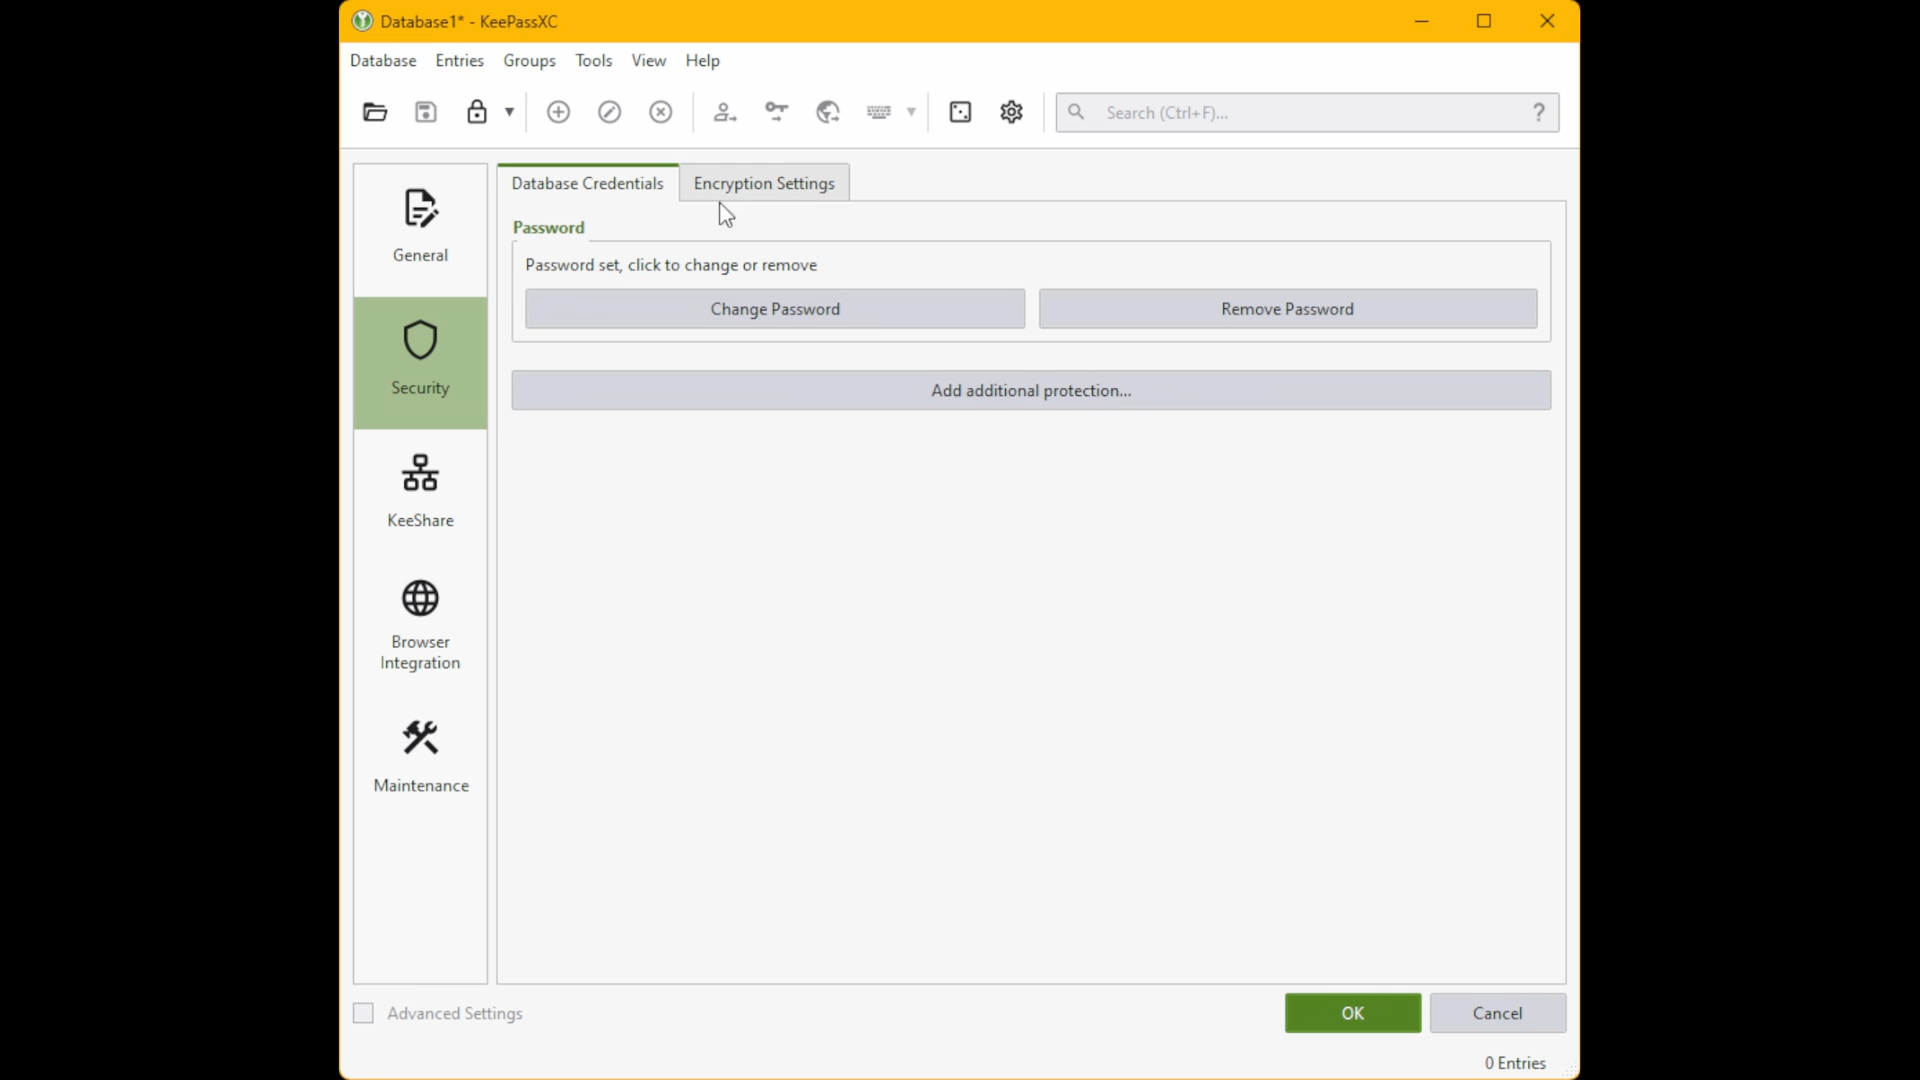 Database1* - KeePassXC
Database Entries Groups Tools View Help
Search (Ctrl+F)... ?
Database Credentials Encryption Settings
General
Security
KeeShare
Browser
Integration
Maintenance
Password
Password set, click to change or remove
Change Password Remove Password
Add additional protection...
Advanced Settings OK Cancel
0 Entries